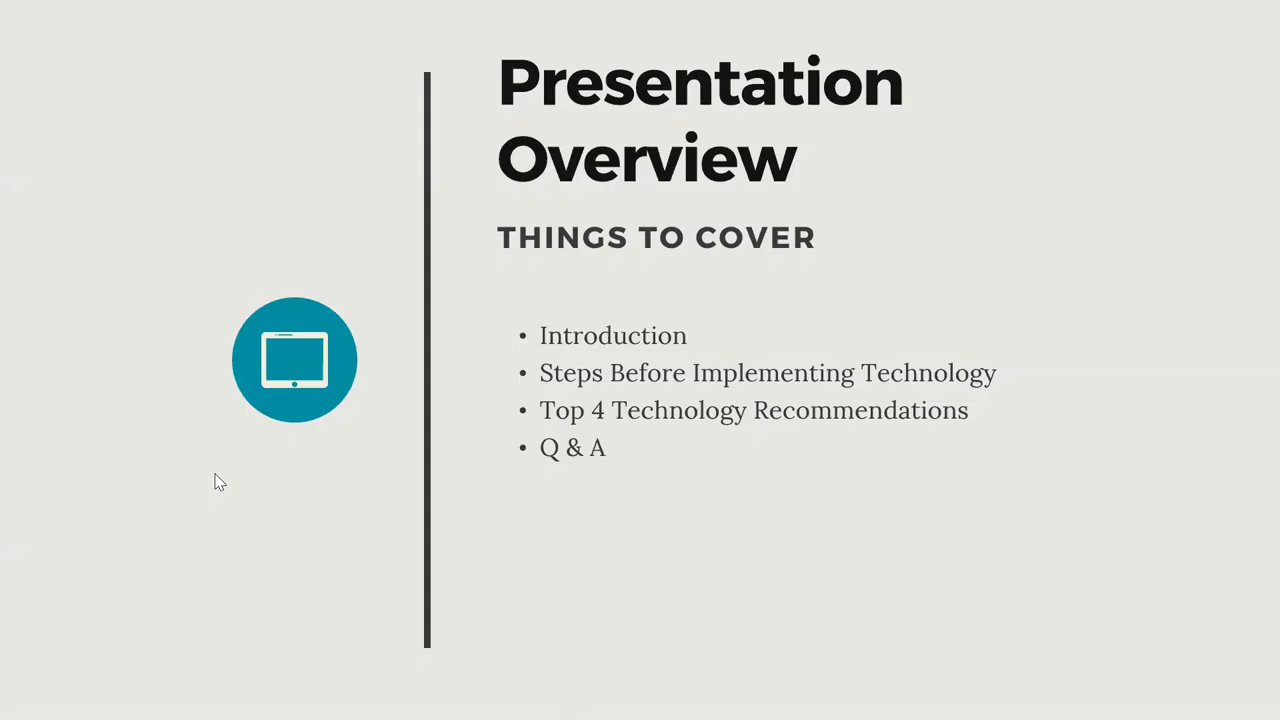 Presentation
Overview
THINGS TO COVER
• Introduction
• Steps Before Implementing Technology
• Top 4 Technology Recommendations
• Q & A